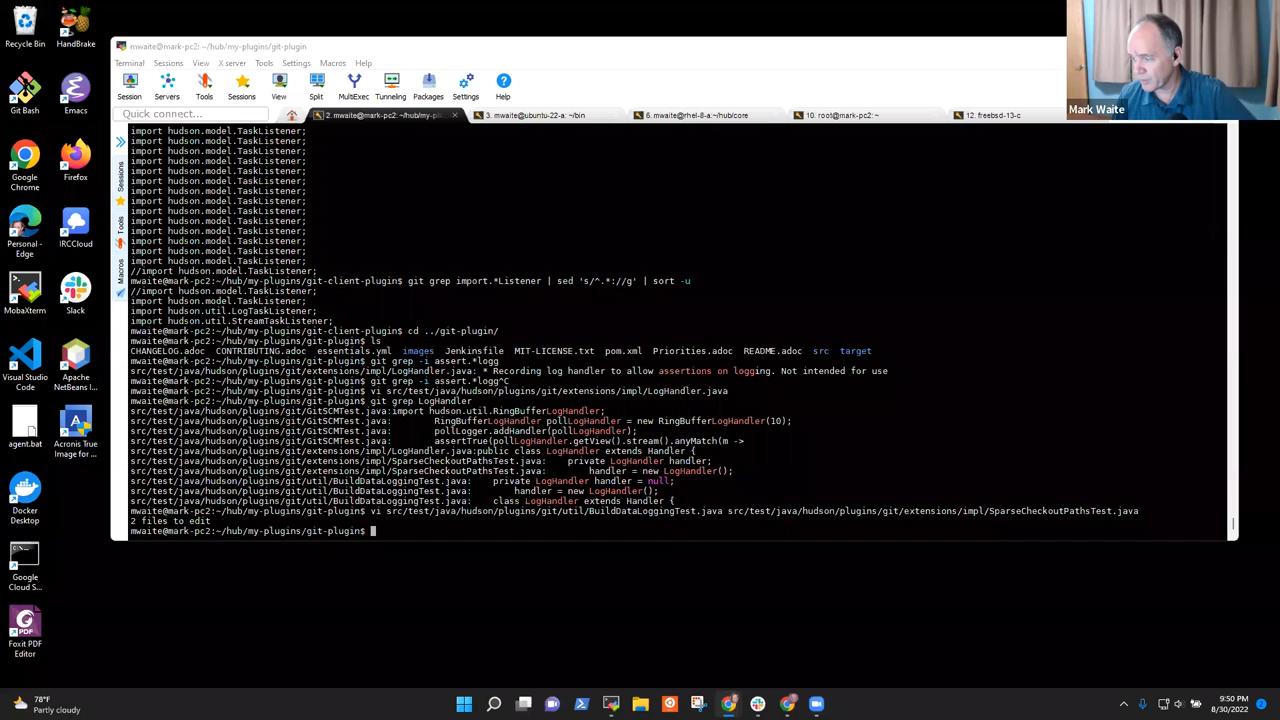 Recycle Bin
HandBrake
Git Bash
Emacs
Google
Chrome
Firefox
Personal -
Edge
IRCCloud
MobaXterm
Slack
Visual Studio
Code
Apache
NetBeans I...
agent.bat
Acronis True
Image for ...
Docker
Desktop
Google
Cloud S...
Foxit PDF
Editor
mwaite@mark-pc2: ~/hub/my-plugins/git-plugin
Terminal Sessions View X server Tools Settings Macros Help
Session Servers Tools Sessions View Split MultiExec Tunneling Packages Settings Help
Quick connect...
2. mwaite@mark-pc2: ~/hub/my-pl
3. mwaite@ubuntu-22-a: ~/bin
6. mwaite@rhel-8-a:~/hub/core
10. root@mark-pc2: ~
12. freebsd-13-c
Sessions
Tools
Macros
import hudson.model.TaskListener;
import hudson.model.TaskListener;
import hudson.model.TaskListener;
import hudson.model.TaskListener;
import hudson.model.TaskListener;
import hudson.model.TaskListener;
import hudson.model.TaskListener;
import hudson.model.TaskListener;
import hudson.model.TaskListener;
import hudson.model.TaskListener;
import hudson.model.TaskListener;
import hudson.model.TaskListener;
import hudson.model.TaskListener;
import hudson.model.TaskListener;
//import hudson.model.TaskListener;
mwaite@mark-pc2:~/hub/my-plugins/git-client-plugin$ git grep import.*Listener | sed 's/^.*://g' | sort -u
//import hudson.model.TaskListener;
import hudson.model.TaskListener;
import hudson.util.LogTaskListener;
import hudson.util.StreamTaskListener;
mwaite@mark-pc2:~/hub/my-plugins/git-client-plugin$ cd ../git-plugin/
mwaite@mark-pc2:~/hub/my-plugins/git-plugin$ ls
CHANGELOG.adoc CONTRIBUTING.adoc essentials.yml images Jenkinsfile MIT-LICENSE.txt pom.xml Priorities.adoc README.adoc src target
mwaite@mark-pc2:~/hub/my-plugins/git-plugin$ git grep -i assert.*logg
src/test/java/hudson/plugins/git/extensions/impl/LogHandler.java: * Recording log handler to allow assertions on logging. Not intended for use
mwaite@mark-pc2:~/hub/my-plugins/git-plugin$ git grep -i assert.*logg^C
mwaite@mark-pc2:~/hub/my-plugins/git-plugin$ vi src/test/java/hudson/plugins/git/extensions/impl/LogHandler.java
mwaite@mark-pc2:~/hub/my-plugins/git-plugin$ git grep LogHandler
src/test/java/hudson/plugins/git/GitSCMTest.java:import hudson.util.RingBufferLogHandler;
src/test/java/hudson/plugins/git/GitSCMTest.java: RingBufferLogHandler pollLogHandler = new RingBufferLogHandler(10);
src/test/java/hudson/plugins/git/GitSCMTest.java: pollLogger.addHandler(pollLogHandler);
src/test/java/hudson/plugins/git/GitSCMTest.java: assertTrue(pollLogHandler.getView().stream().anyMatch(m ->
src/test/java/hudson/plugins/git/extensions/impl/LogHandler.java:public class LogHandler extends Handler {
src/test/java/hudson/plugins/git/extensions/impl/SparseCheckoutPathsTest.java: private LogHandler handler;
src/test/java/hudson/plugins/git/extensions/impl/SparseCheckoutPathsTest.java: handler = new LogHandler();
src/test/java/hudson/plugins/git/util/BuildDataLoggingTest.java: private LogHandler handler = null;
src/test/java/hudson/plugins/git/util/BuildDataLoggingTest.java: handler = new LogHandler();
src/test/java/hudson/plugins/git/util/BuildDataLoggingTest.java: class LogHandler extends Handler {
mwaite@mark-pc2:~/hub/my-plugins/git-plugin$ vi src/test/java/hudson/plugins/git/util/BuildDataLoggingTest.java src/test/java/hudson/plugins/git/extensions/impl/SparseCheckoutPathsTest.java
2 files to edit
mwaite@mark-pc2:~/hub/my-plugins/git-plugin$
Mark Waite
78°F
Partly cloudy
9:50 PM
8/30/2022
2